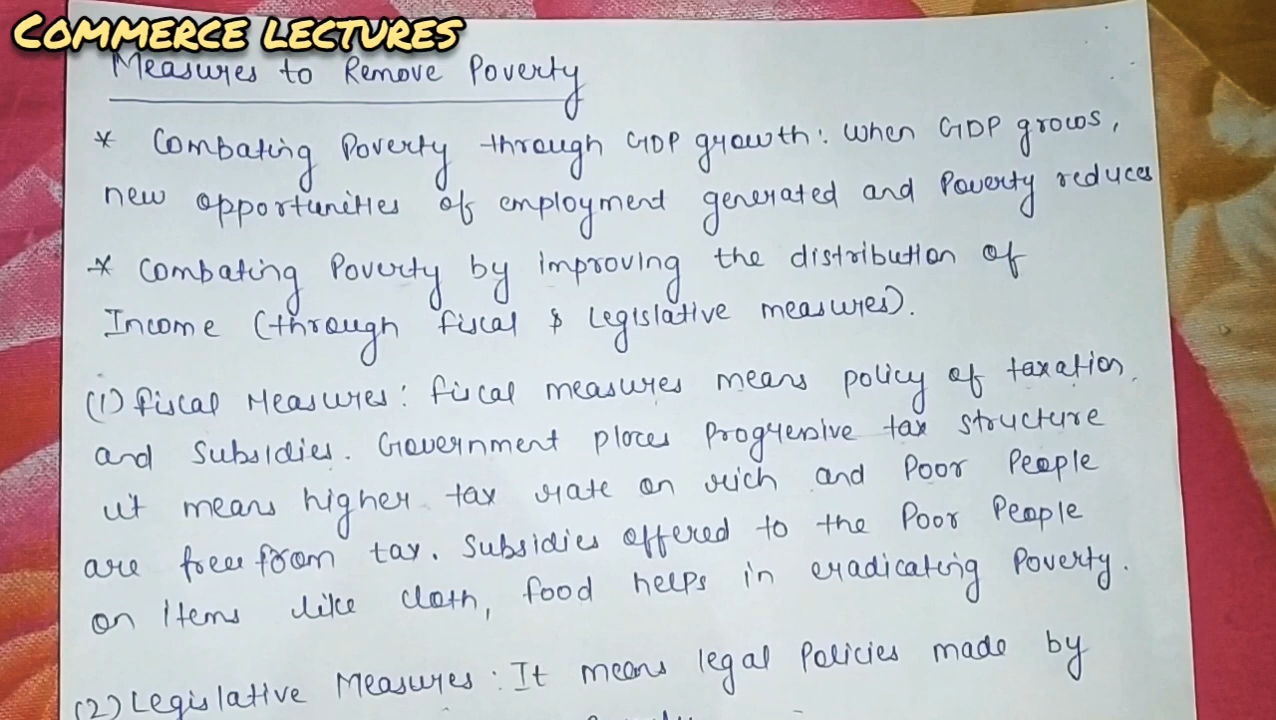 COMMERCE LECTURES
Measures to Remove Poverty
* Combating Poverty through GDP growth: when GDP grows,
new opportunities of employment generated and Poverty reduces
* Combating Poverty by improving the distribution of
Income (through fiscal & Legislative measures).
(1) fiscal Measures: fiscal measures means policy of taxation
and Subsidies. Government places Progressive tax structure
it means higher tax rate on rich and Poor People
are free from tax. Subsidies offered to the Poor People
on Items like cloth, food helps in eradicating Poverty.
(2) Legislative Measures: It means legal Policies made by